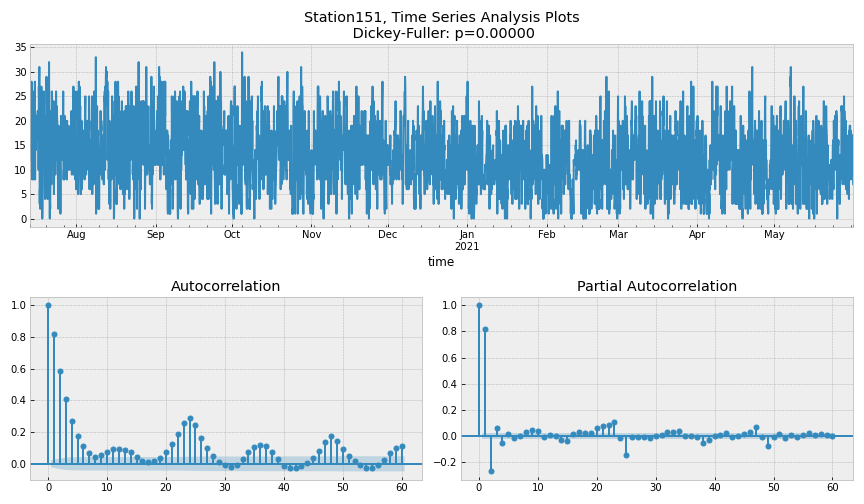 Station151, Time Series Analysis Plots
Dickey-Fuller: p=0.00000
35
30
25
20
15
10
5
0
Aug Sep Oct Nov Dec Jan Feb Mar Apr May
2021
time
Autocorrelation Partial Autocorrelation
1.0 1.0
0.8 0.8
0.6 0.6
0.4 0.4
0.2 0.2
0.0 0.0
−0.2
0 10 20 30 40 50 60 0 10 20 30 40 50 60